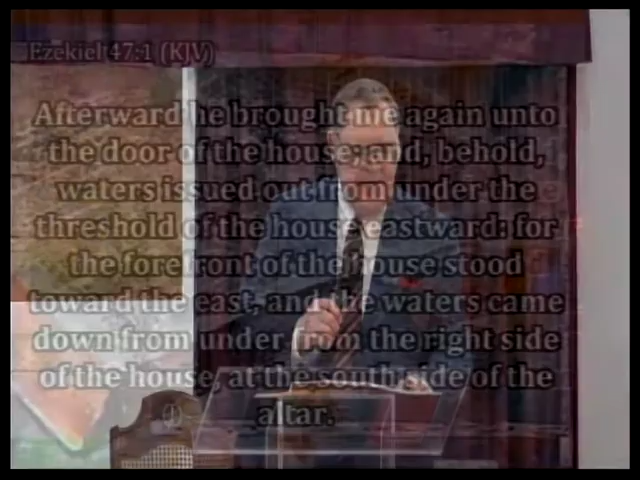 Ezekiel 47:1 (KJV)
Afterward he brought me again unto
the door of the house; and, behold,
waters issued out from under the
threshold of the house eastward: for
the forefront of the house stood
toward the east, and the waters came
down from under from the right side
of the house, at the south side of the
altar.